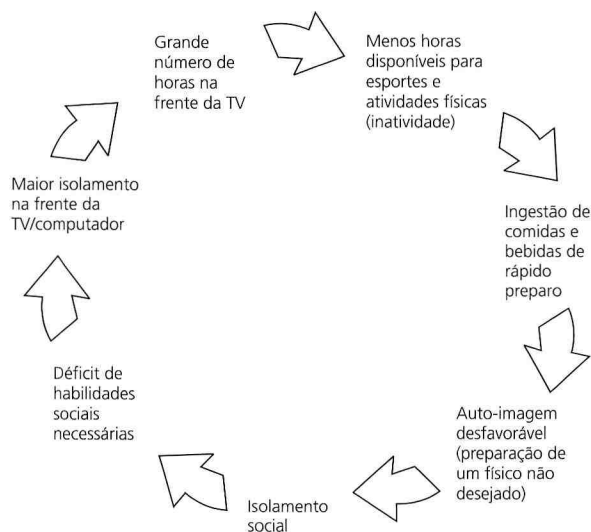 Grande
número de
horas na
frente da TV
Menos horas
disponíveis para
esportes e
atividades físicas
(inatividade)
Ingestão de
comidas e
bebidas de
rápido
preparo
Auto-imagem
desfavorável
(preparação de
um físico não
desejado)
Isolamento
social
Déficit de
habilidades
sociais
necessárias
Maior isolamento
na frente da
TV/computador